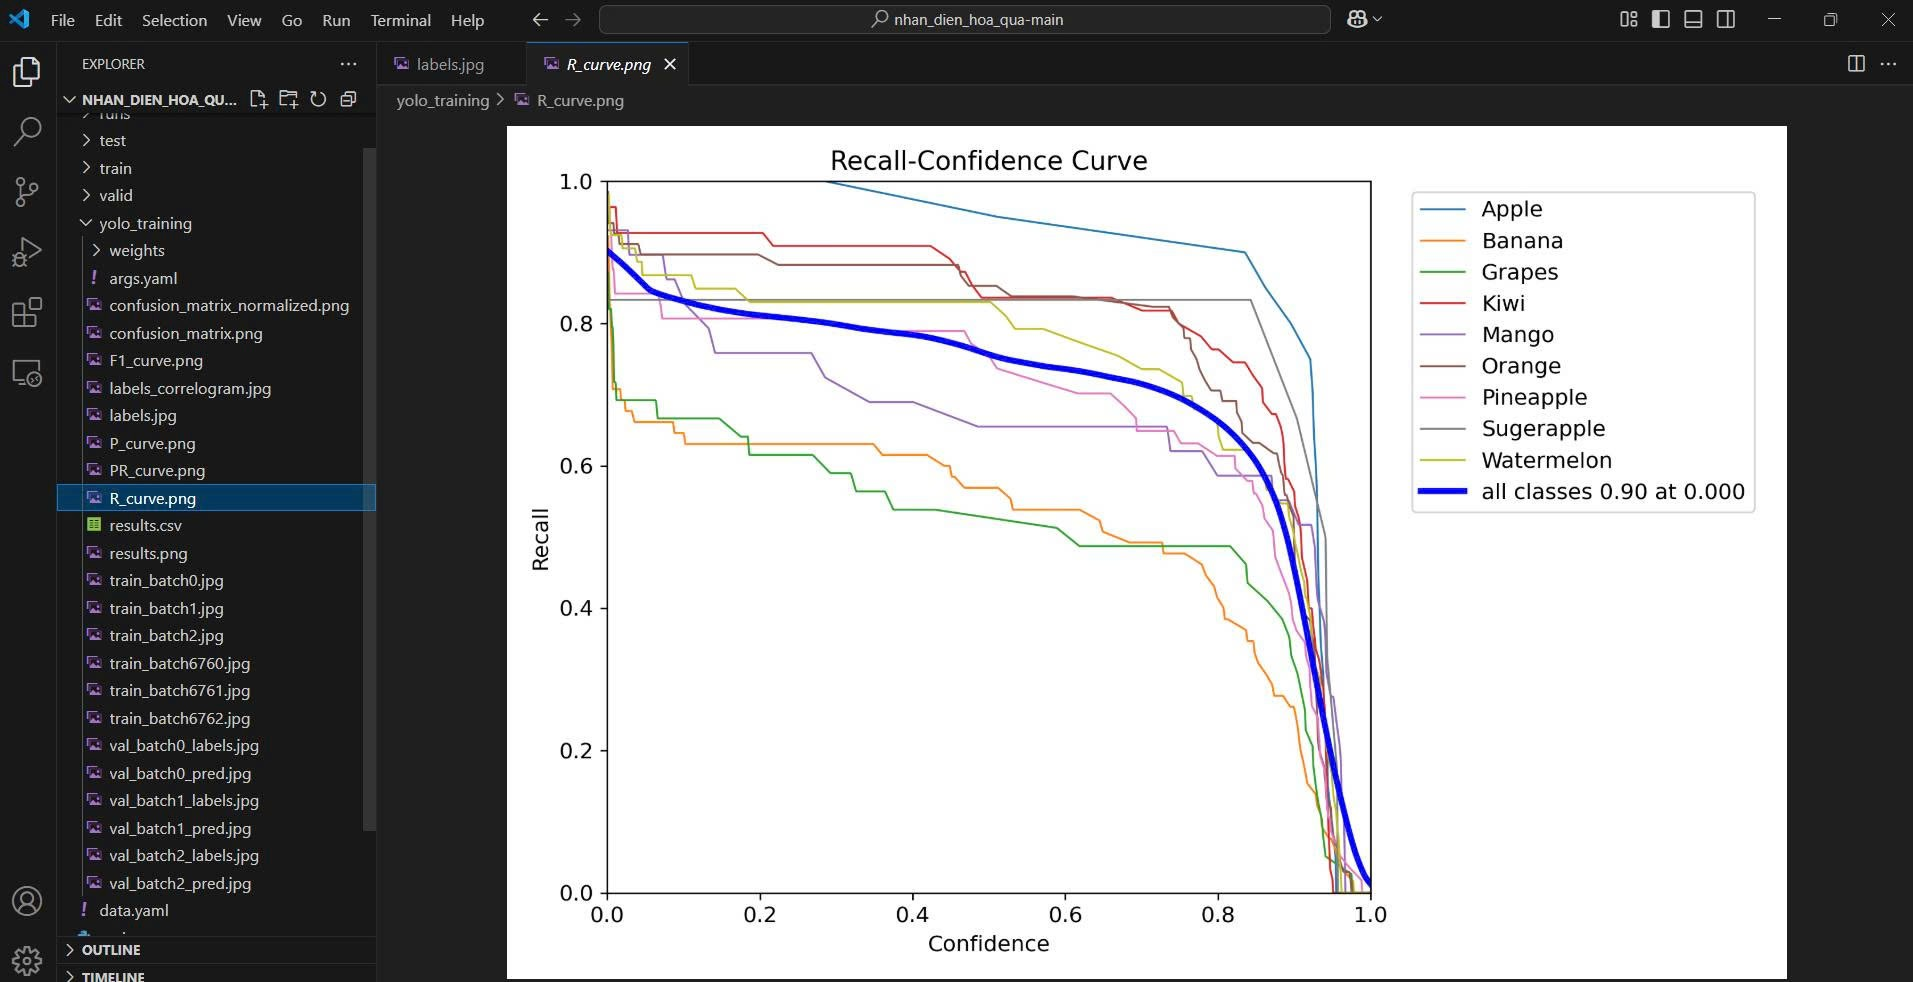 File Edit Selection View Go Run Terminal Help
nhan_dien_hoa_qua-main
EXPLORER
NHAN_DIEN_HOA_QU...
runs
test
train
valid
yolo_training
weights
! args.yaml
confusion_matrix_normalized.png
confusion_matrix.png
F1_curve.png
labels_correlogram.jpg
labels.jpg
P_curve.png
PR_curve.png
R_curve.png
results.csv
results.png
train_batch0.jpg
train_batch1.jpg
train_batch2.jpg
train_batch6760.jpg
train_batch6761.jpg
train_batch6762.jpg
val_batch0_labels.jpg
val_batch0_pred.jpg
val_batch1_labels.jpg
val_batch1_pred.jpg
val_batch2_labels.jpg
val_batch2_pred.jpg
! data.yaml
OUTLINE
TIMELINE
labels.jpg
R_curve.png
yolo_training > R_curve.png
Recall-Confidence Curve
1.0
0.8
0.6
0.4
0.2
0.0
Recall
0.0 0.2 0.4 0.6 0.8 1.0
Confidence
Apple
Banana
Grapes
Kiwi
Mango
Orange
Pineapple
Sugerapple
Watermelon
all classes 0.90 at 0.000